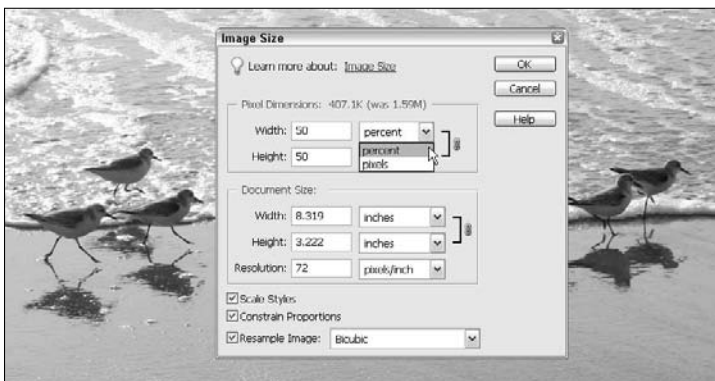 Image Size
Learn more about: Image Size
OK
Cancel
Help
Pixel Dimensions: 407.1K (was 1.59M)
Width: 50 percent
Height: 50
percent
pixels
Document Size:
Width: 8.319 inches
Height: 3.222 inches
Resolution: 72 pixels/inch
Scale Styles
Constrain Proportions
Resample Image: Bicubic